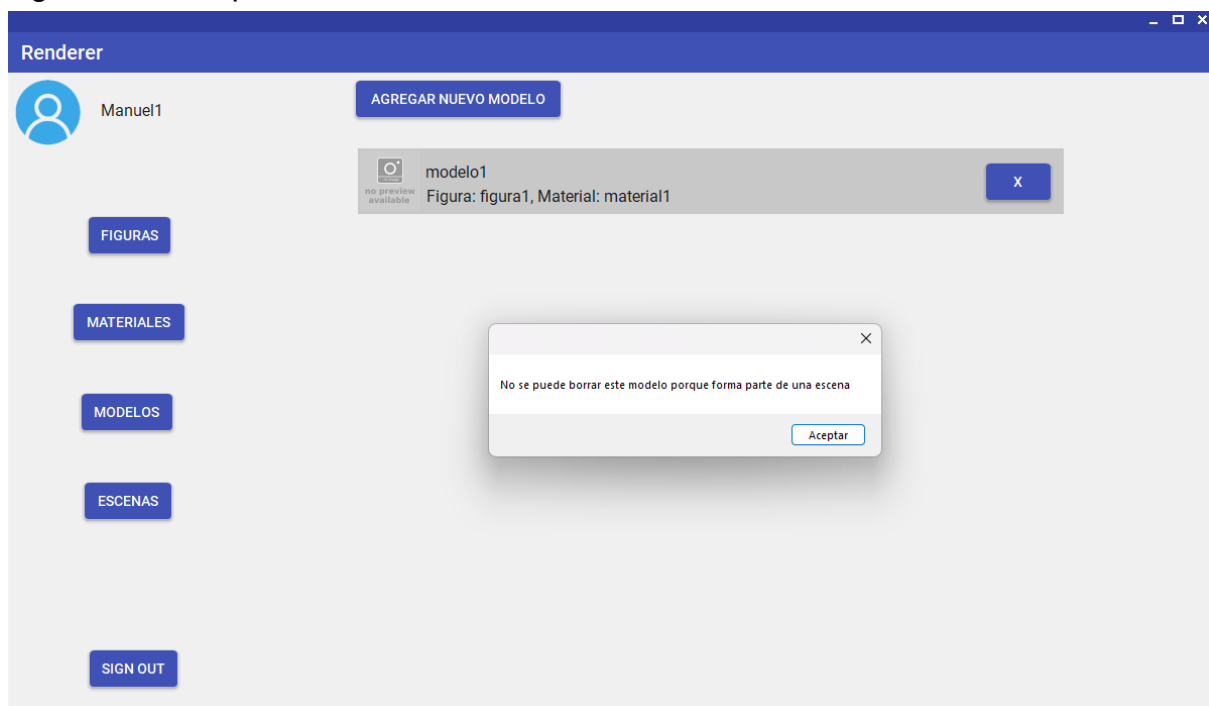 Renderer
Manuel1
AGREGAR NUEVO MODELO
no preview available
modelo1
Figura: figura1, Material: material1
X
FIGURAS
MATERIALES
No se puede borrar este modelo porque forma parte de una escena
MODELOS
Aceptar
ESCENAS
SIGN OUT